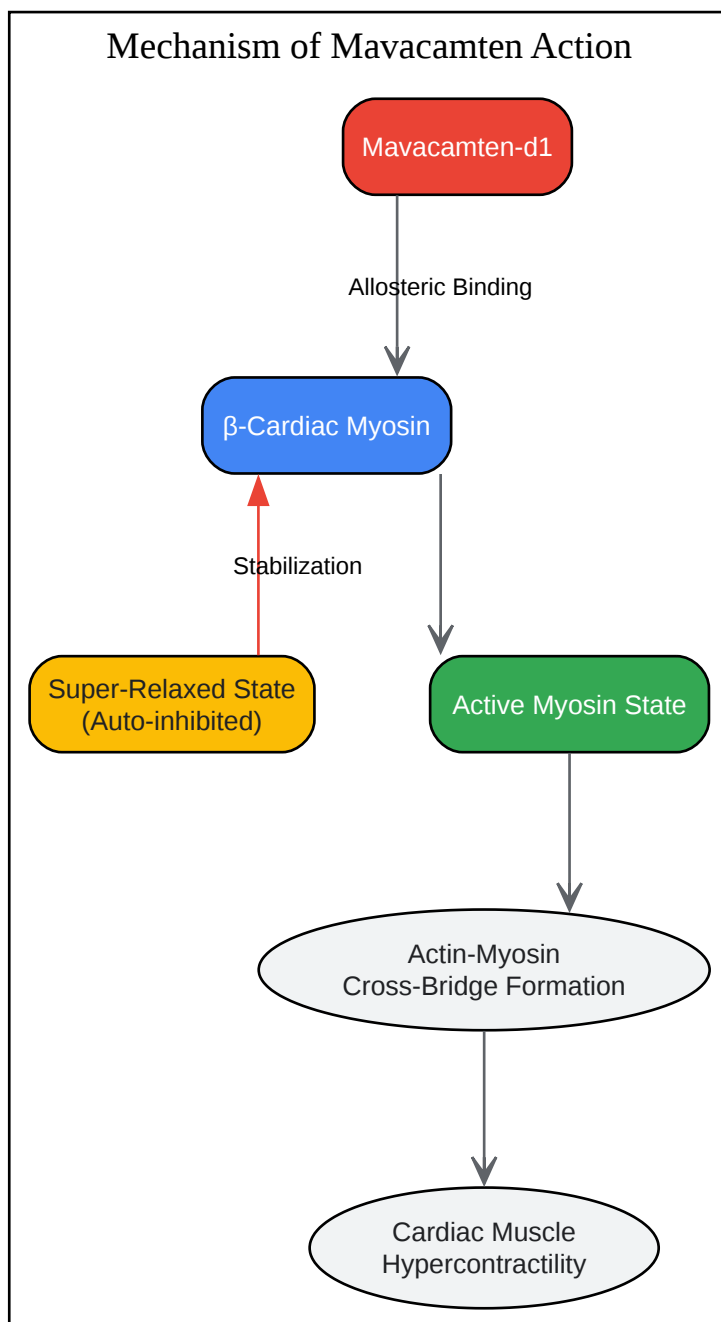 Mechanism of Mavacamten Action
Mavacamten-d1
Allosteric Binding
β-Cardiac Myosin
Stabilization
Super-Relaxed State
(Auto-inhibited)
Active Myosin State
Actin-Myosin
Cross-Bridge Formation
Cardiac Muscle
Hypercontractility